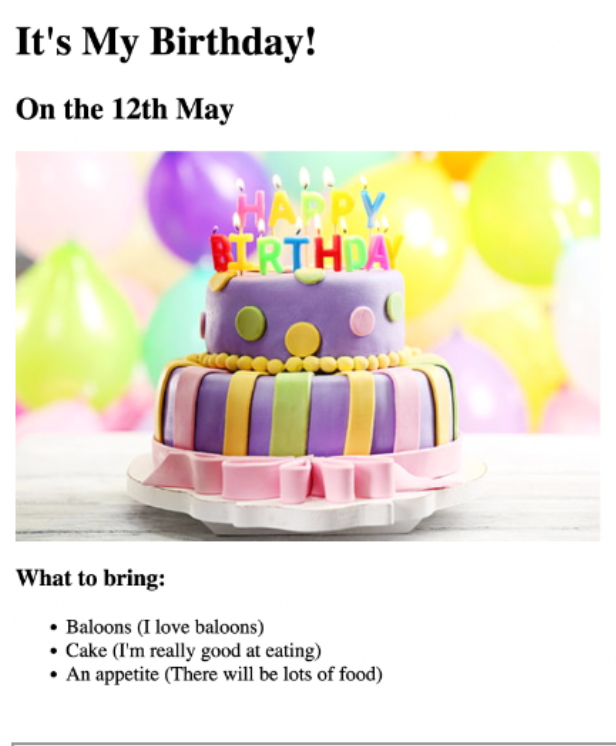 It's My Birthday!
On the 12th May
HAPPY
BIRTHDAY
What to bring:
Baloons (I love baloons)
Cake (I'm really good at eating)
An appetite (There will be lots of food)